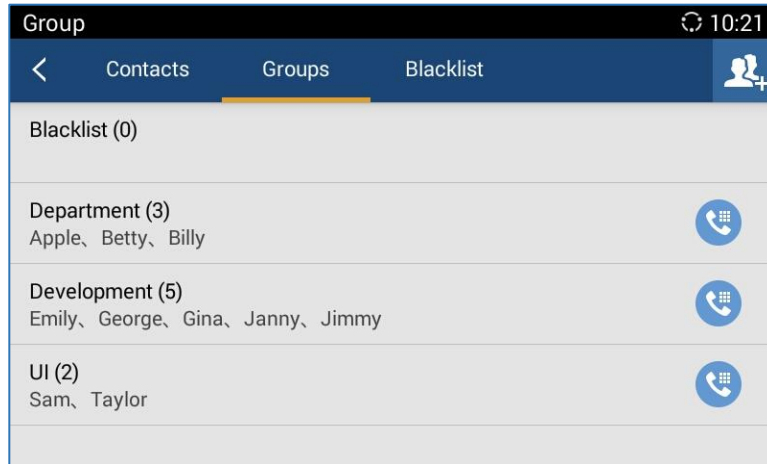 Group 10:21
Contacts Groups Blacklist
Blacklist (0)
Department (3)
Apple、Betty、Billy
Development (5)
Emily、George、Gina、Janny、Jimmy
UI (2)
Sam、Taylor